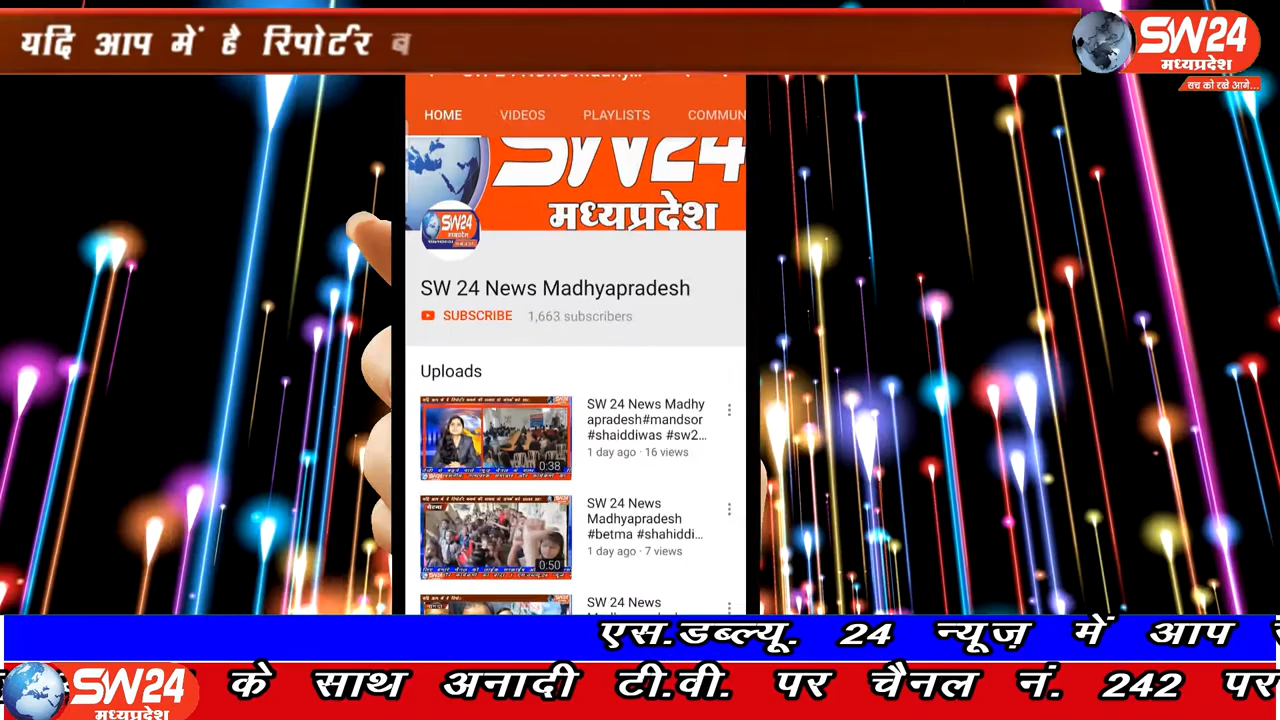 यदि आप में है रिपोर्टर ब
SW24
मध्यप्रदेश
सच को रखे आगे...
HOME VIDEOS PLAYLISTS COMMUN
SW24
मध्यप्रदेश
SW24
SW 24 News Madhyapradesh
SUBSCRIBE 1,663 subscribers
Uploads
SW 24 News Madhy
apradesh#mandsor
#shaiddiwas #sw2...
1 day ago · 16 views
0:38
SW 24 News
Madhyapradesh
#betma #shahiddi...
1 day ago · 7 views
0:50
SW 24 News
एस.डब्ल्यू. 24 न्यूज़ में आप
SW24
मध्यप्रदेश
के साथ अनादी टी.वी. पर चैनल नं. 242 पर